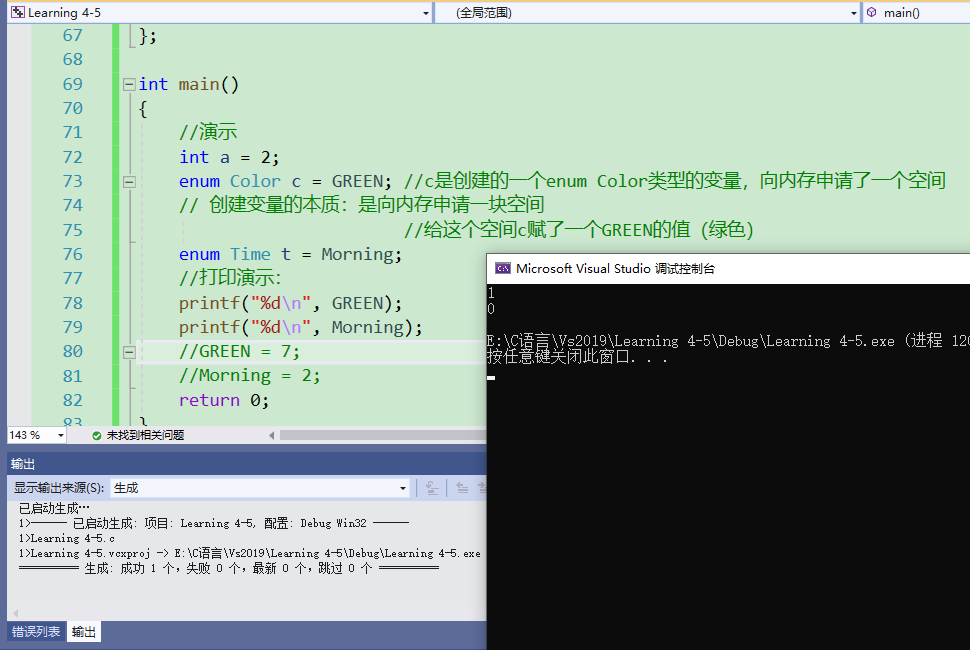 Learning 4-5
(全局范围)
main()
67 };
68
69 int main()
70 {
71 //演示
72 int a = 2;
73 enum Color c = GREEN; //c是创建的一个enum Color类型的变量，向内存申请了一个空间
74 // 创建变量的本质：是向内存申请一块空间
75 //给这个空间c赋了一个GREEN的值（绿色）
76 enum Time t = Morning;
77 //打印演示：
78 printf("%d\n", GREEN);
79 printf("%d\n", Morning);
80 //GREEN = 7;
81 //Morning = 2;
82 return 0;
83 }
Microsoft Visual Studio 调试控制台
1
0
E:\C语言\Vs2019\Learning 4-5\Debug\Learning 4-5.exe (进程 120
按任意键关闭此窗口. . .
143 %
未找到相关问题
输出
显示输出来源(S): 生成
已启动生成…
1>------ 已启动生成: 项目: Learning 4-5, 配置: Debug Win32 ------
1>Learning 4-5.c
1>Learning 4-5.vcxproj -> E:\C语言\Vs2019\Learning 4-5\Debug\Learning 4-5.exe
========== 生成: 成功 1 个，失败 0 个，最新 0 个，跳过 0 个 ==========
错误列表
输出